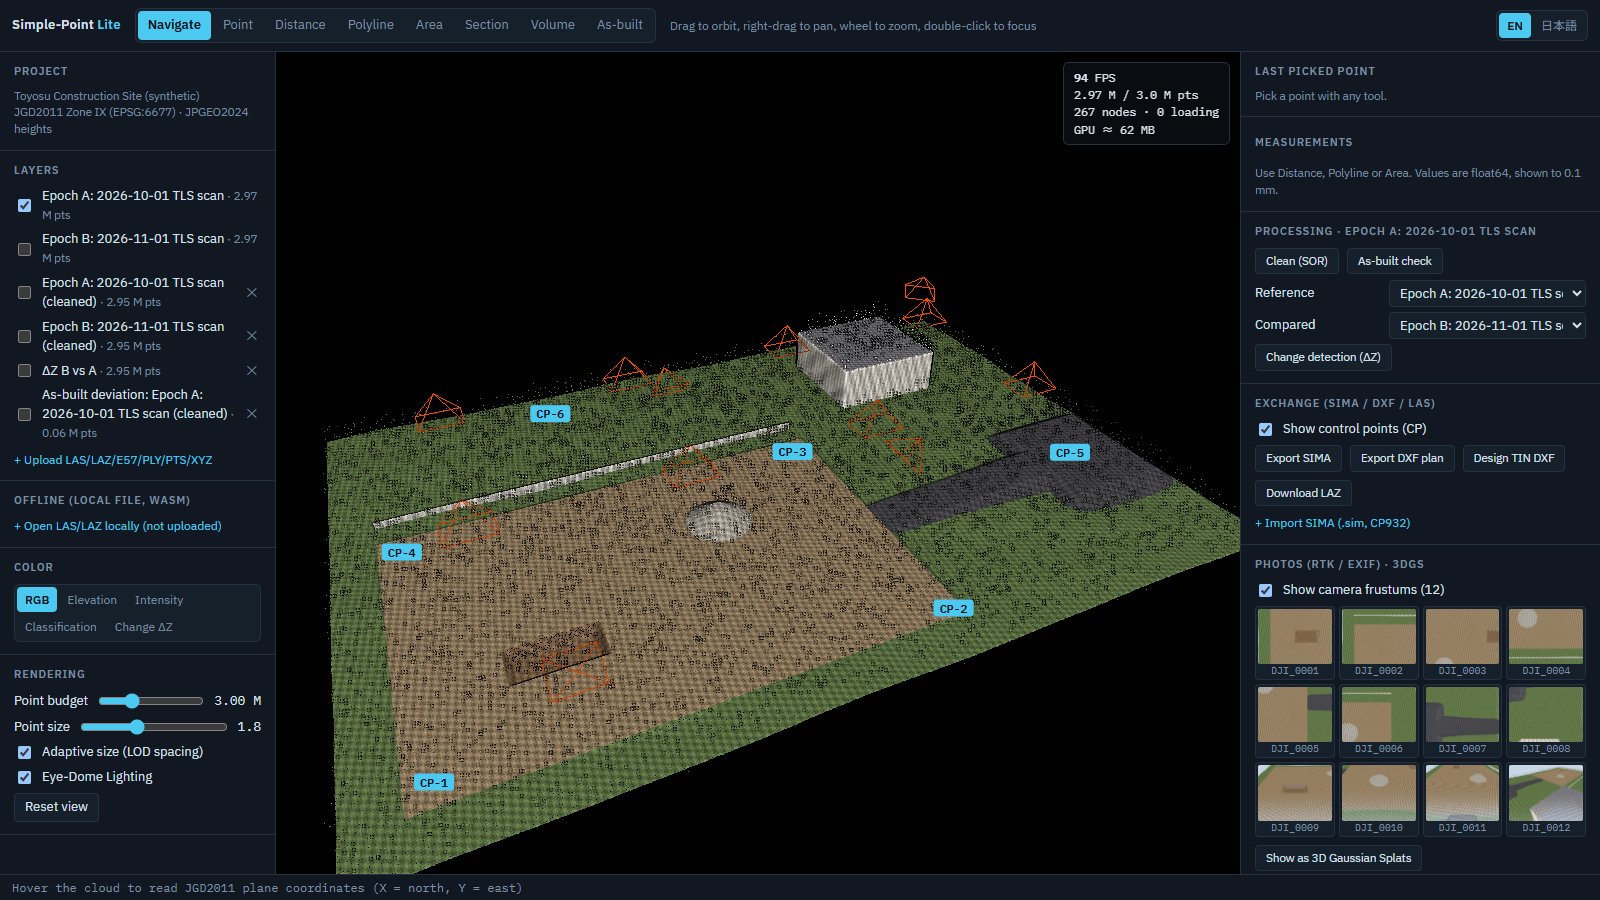 Simple-Point Lite
Navigate Point Distance Polyline Area Section Volume As-built
Drag to orbit, right-drag to pan, wheel to zoom, double-click to focus
EN 日本語
PROJECT
Toyosu Construction Site (synthetic)
JGD2011 Zone IX (EPSG:6677) · JPGEO2024
heights
LAYERS
Epoch A: 2026-10-01 TLS scan · 2.97
M pts
Epoch B: 2026-11-01 TLS scan · 2.97
M pts
Epoch A: 2026-10-01 TLS scan
(cleaned) · 2.95 M pts
Epoch B: 2026-11-01 TLS scan
(cleaned) · 2.95 M pts
ΔZ B vs A · 2.95 M pts
As-built deviation: Epoch A:
2026-10-01 TLS scan (cleaned) ·
0.06 M pts
+ Upload LAS/LAZ/E57/PLY/PTS/XYZ
OFFLINE (LOCAL FILE, WASM)
+ Open LAS/LAZ locally (not uploaded)
COLOR
RGB Elevation Intensity
Classification Change ΔZ
RENDERING
Point budget 3.00 M
Point size 1.8
Adaptive size (LOD spacing)
Eye-Dome Lighting
Reset view
94 FPS
2.97 M / 3.0 M pts
267 nodes · 0 loading
GPU ≈ 62 MB
CP-6
CP-3
CP-5
CP-4
CP-2
CP-1
LAST PICKED POINT
Pick a point with any tool.
MEASUREMENTS
Use Distance, Polyline or Area. Values are float64, shown to 0.1
mm.
PROCESSING · EPOCH A: 2026-10-01 TLS SCAN
Clean (SOR) As-built check
Reference Epoch A: 2026-10-01 TLS s
Compared Epoch B: 2026-11-01 TLS s
Change detection (ΔZ)
EXCHANGE (SIMA / DXF / LAS)
Show control points (CP)
Export SIMA Export DXF plan Design TIN DXF
Download LAZ
+ Import SIMA (.sim, CP932)
PHOTOS (RTK / EXIF) · 3DGS
Show camera frustums (12)
DJI_0001 DJI_0002 DJI_0003 DJI_0004
DJI_0005 DJI_0006 DJI_0007 DJI_0008
DJI_0009 DJI_0010 DJI_0011 DJI_0012
Show as 3D Gaussian Splats
Hover the cloud to read JGD2011 plane coordinates (X = north, Y = east)